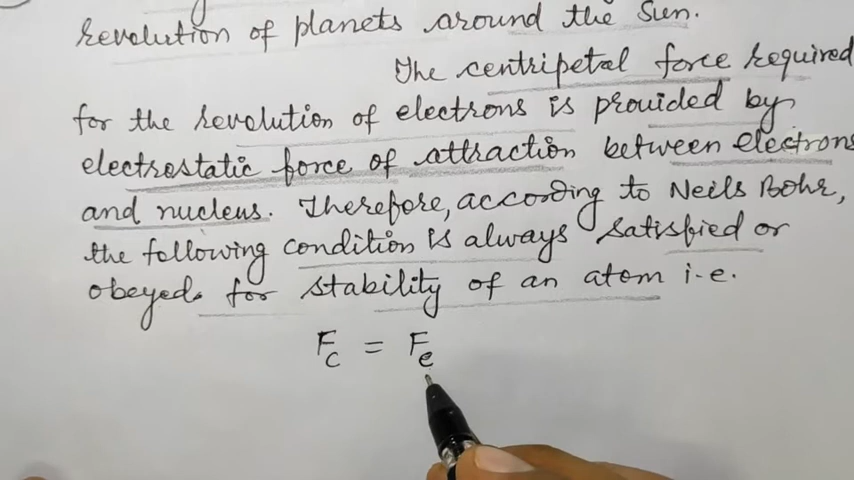 revolution of planets around the Sun.
The centripetal force required
for the revolution of electrons is provided by
electrostatic force of attraction between electrons
and nucleus. Therefore, according to Neils Bohr,
the following condition is always satisfied or
obeyed. for stability of an atom i.e.
Fc = Fe